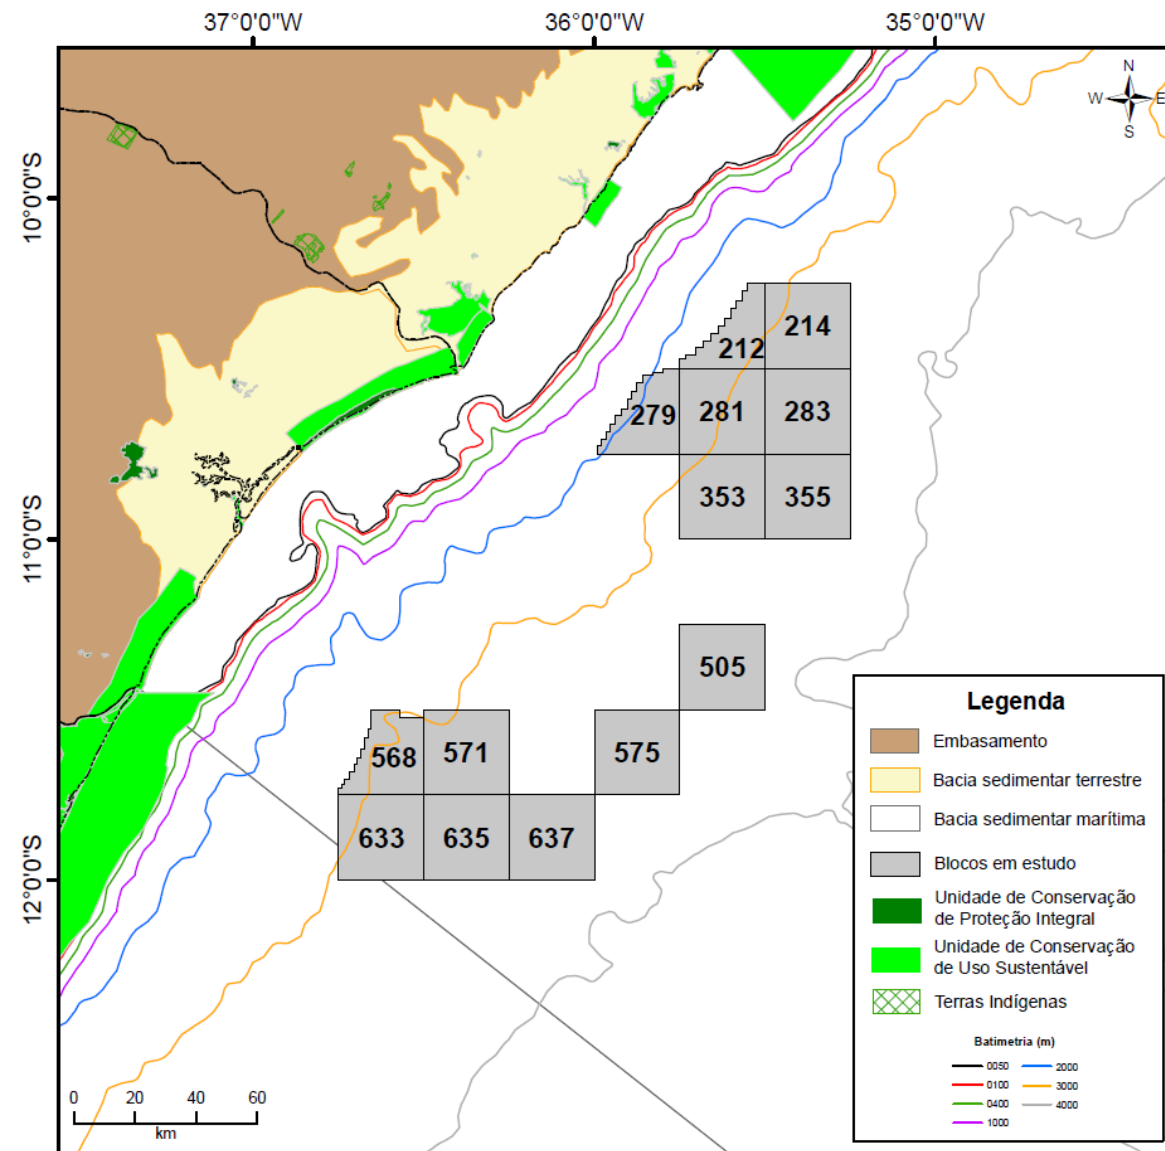 37°0'0"W 36°0'0"W 35°0'0"W
N
W E
S
10°0'0"S
11°0'0"S
12°0'0"S
214
212
279 281 283
353 355
505
568 571 575
633 635 637
Legenda
Embasamento
Bacia sedimentar terrestre
Bacia sedimentar marítima
Blocos em estudo
Unidade de Conservação
de Proteção Integral
Unidade de Conservação
de Uso Sustentável
Terras Indígenas
Batimetria (m)
0050 2000
0100 3000
0400 4000
1000
0 20 40 60
km